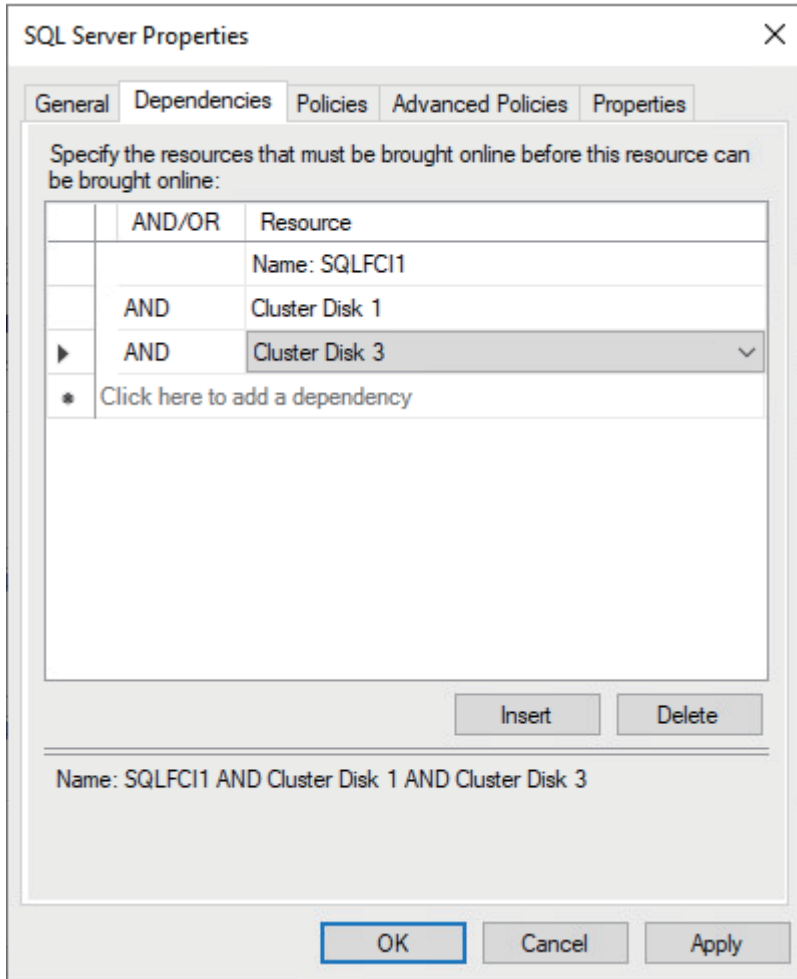 SQL Server Properties
General Dependencies Policies Advanced Policies Properties
Specify the resources that must be brought online before this resource can
be brought online:
AND/OR Resource
Name: SQLFCI1
AND Cluster Disk 1
AND Cluster Disk 3
Click here to add a dependency
Insert Delete
Name: SQLFCI1 AND Cluster Disk 1 AND Cluster Disk 3
OK Cancel Apply